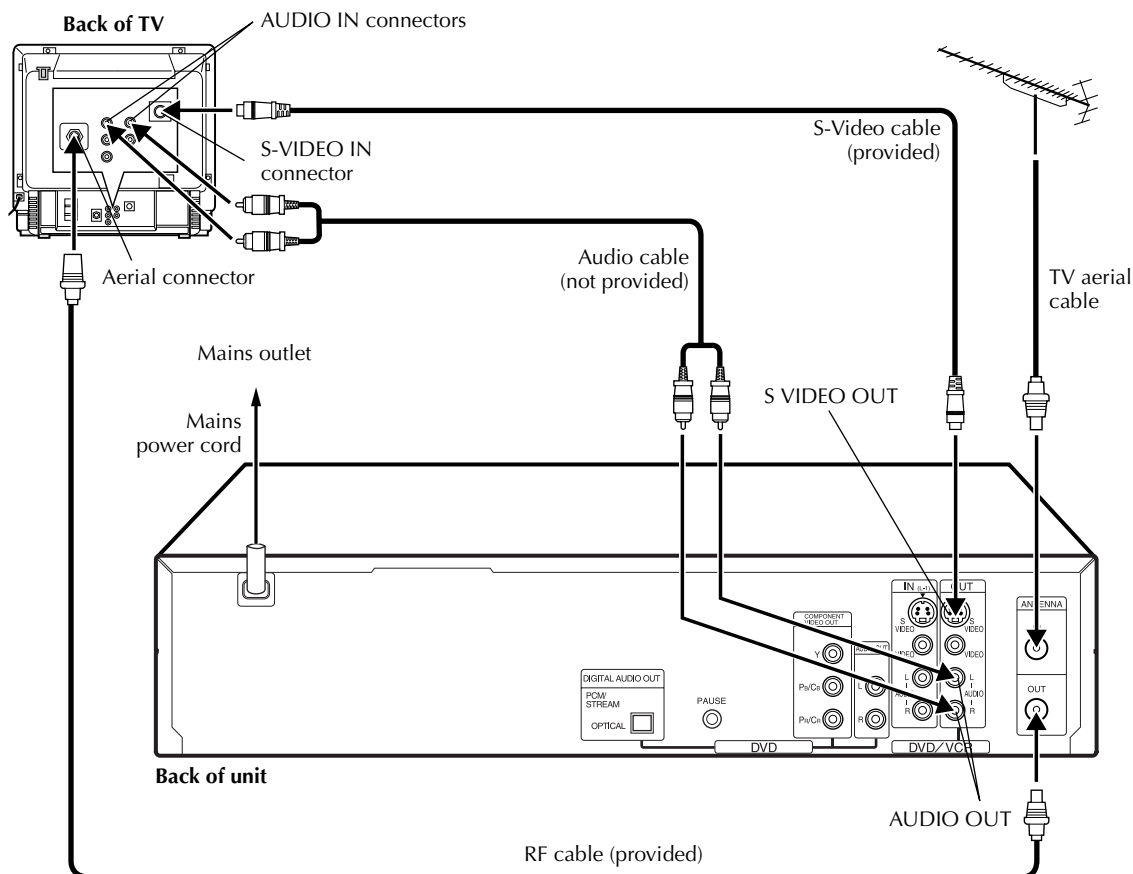 Back of TV
AUDIO IN connectors
S-VIDEO IN
connector
S-Video cable
(provided)
Aerial connector
Audio cable
(not provided)
TV aerial
cable
Mains outlet
Mains
power cord
S VIDEO OUT
IN (L-1)
OUT
S
VIDEO
VIDEO
L
R
S
VIDEO
VIDEO
L
AUDIO
R
ANTENNA
OUT
COMPONENT
VIDEO OUT
Y
PB/CB
PR/CR
L
R
DIGITAL AUDIO OUT
PCM/
STREAM
OPTICAL
PAUSE
DVD
DVD/VCR
Back of unit
AUDIO OUT
RF cable (provided)